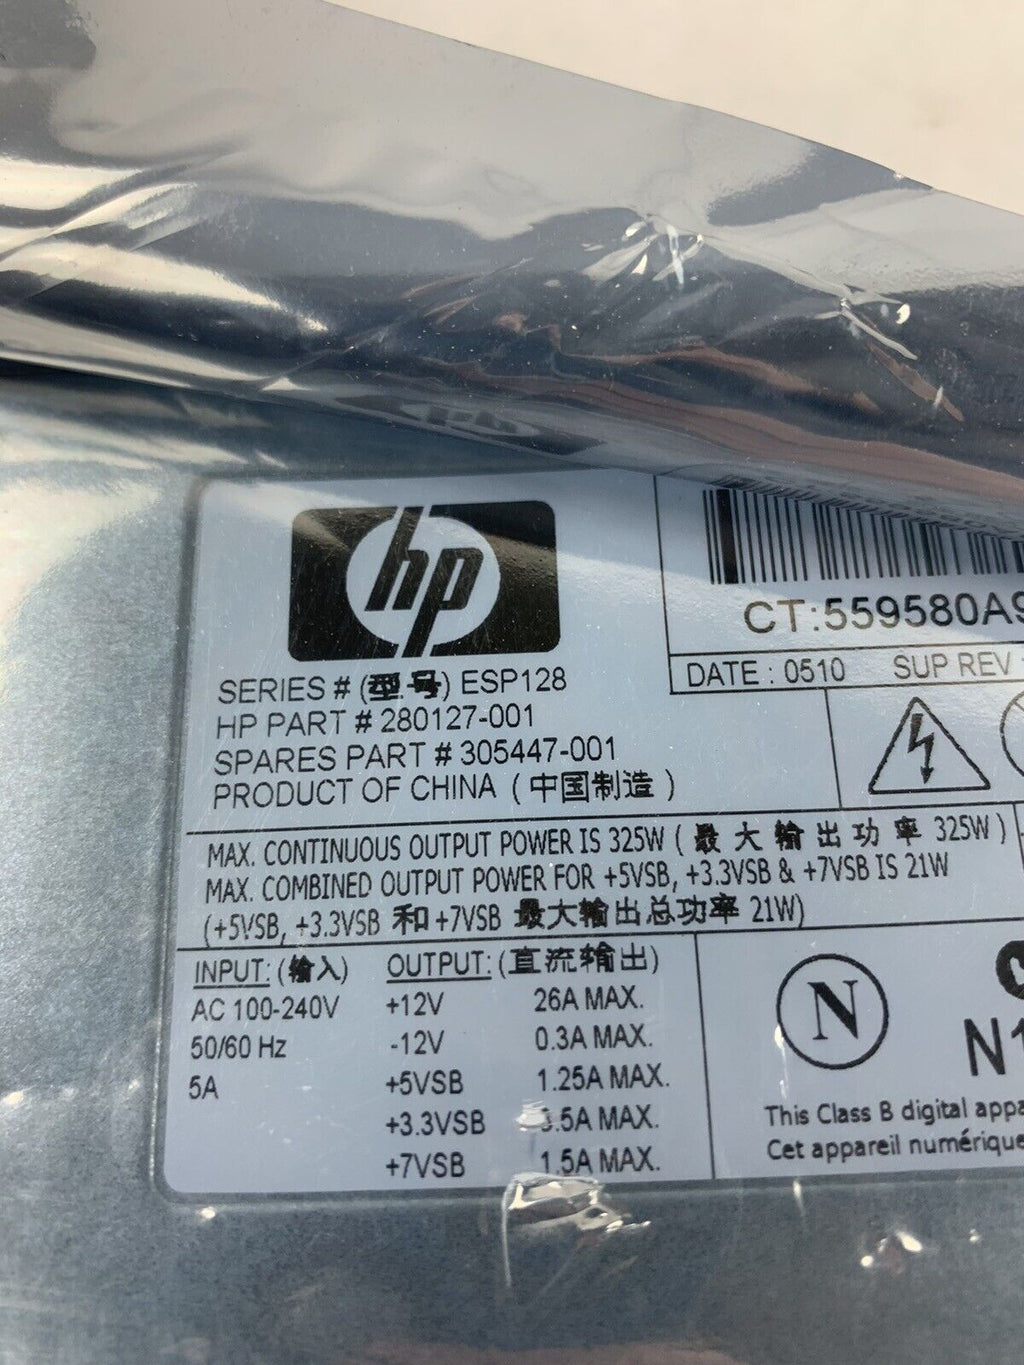 hp
CT:559580A9
DATE : 0510 SUP REV
SERIES # (型号) ESP128
HP PART # 280127-001
SPARES PART # 305447-001
PRODUCT OF CHINA (中国制造)
MAX. CONTINUOUS OUTPUT POWER IS 325W (最大输出功率 325W)
MAX. COMBINED OUTPUT POWER FOR +5VSB, +3.3VSB & +7VSB IS 21W
(+5VSB, +3.3VSB 和 +7VSB 最大输出总功率 21W)
INPUT: (输入) OUTPUT: (直流输出)
AC 100-240V +12V 26A MAX.
50/60 Hz -12V 0.3A MAX.
5A +5VSB 1.25A MAX.
+3.3VSB .5A MAX.
+7VSB 1.5A MAX.
N
N1
This Class B digital appa
Cet appareil numérique